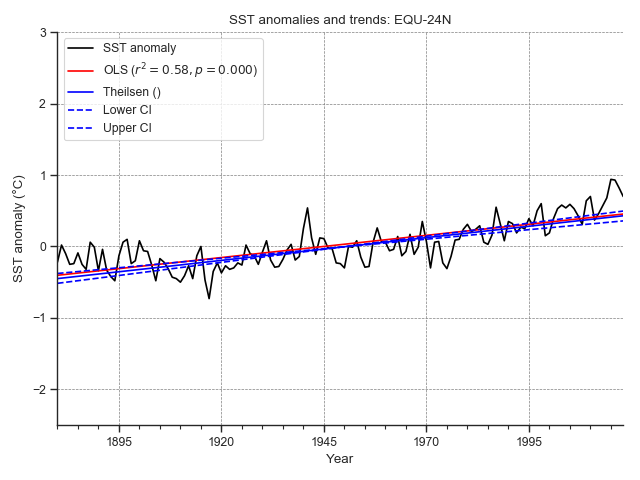 SST anomalies and trends: EQU-24N
3
SST anomaly
OLS (r² = 0.58, p = 0.000)
Theilsen ()
Lower CI
Upper CI
2
1
0
−1
−2
SST anomaly (°C)
1895 1920 1945 1970 1995
Year